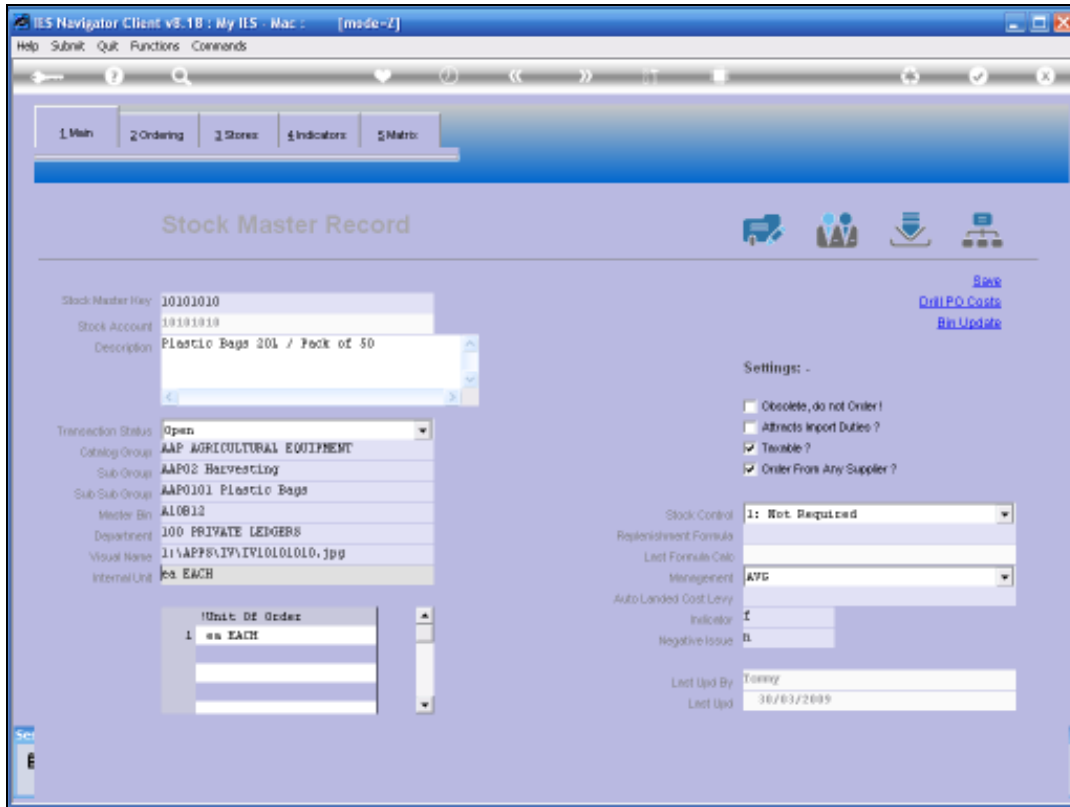 IES Navigator Client v8.18 : My IES - Mac : [mode=Z]
Help Submit Quit Functions Commands
1 Main 2 Ordering 3 Stores 4 Indicators 5 Matrix
Stock Master Record
Save
Drill PO Costs
Bin Update
Stock Master Key 10101010
Stock Account 10101010
Description Plastic Bags 20L / Pack of 50
Transaction Status Open
Catalog Group AAP AGRICULTURAL EQUIPMENT
Sub Group AAP02 Harvesting
Sub Sub Group AAP0101 Plastic Bags
Master Bin A10B12
Department 100 PRIVATE LEDGERS
Visual Name 1:\APPS\IV\IV10101010.jpg
Internal Unit ea EACH
!Unit Of Order
1 ea EACH
Settings: -
Obsolete, do not Order !
Attracts Import Duties ?
Taxable ?
Order From Any Supplier ?
Stock Control 1: Not Required
Replenishment Formula
Last Formula Calc
Management AVG
Auto Landed Cost Levy
Indicator f
Negative Issue n
Last Upd By Tommy
Last Upd 30/03/2009